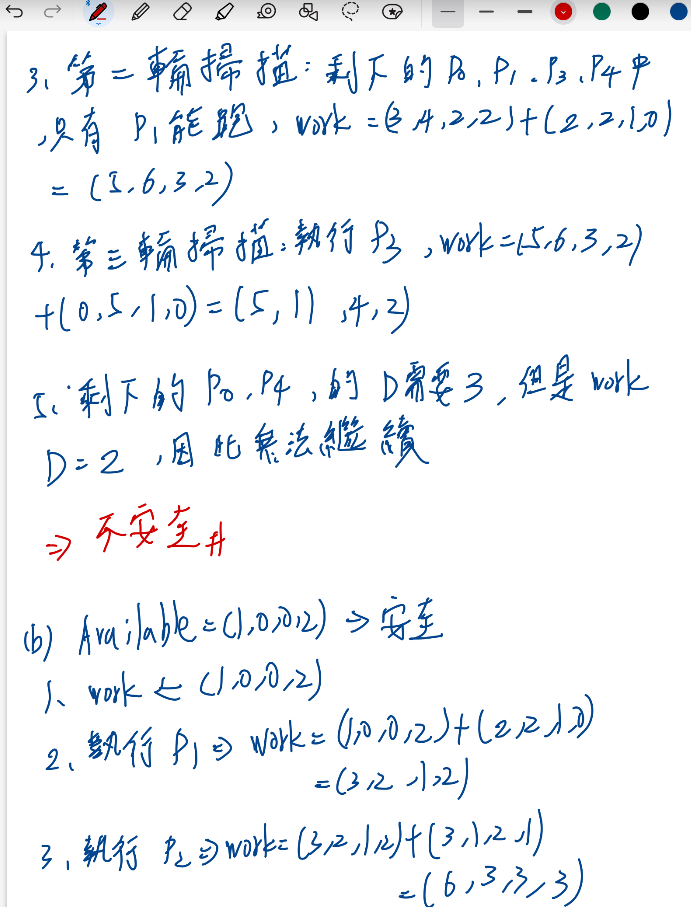 3、第二輪掃描：剩下的 P0、P1、P3、P4 中
，只有 P1 能跑，work = (3,4,2,2)+(2,2,1,0)
= (5,6,3,2)
4、第三輪掃描：執行 P3，work=(5,6,3,2)
+(0,5,1,0)=(5,11,4,2)
5、剩下的 P0、P4，的 D 需要 3，但是 work
D=2，因此無法繼續
⇒ 不安全 #
(b) Available=(1,0,0,2) → 安全
1、work ← (1,0,0,2)
2、執行 P1 ⇒ work= (1,0,0,2)+(2,2,1,0)
=(3,2,1,2)
3、執行 P2 ⇒ work= (3,2,1,2)+(3,1,2,1)
=(6,3,3,3)